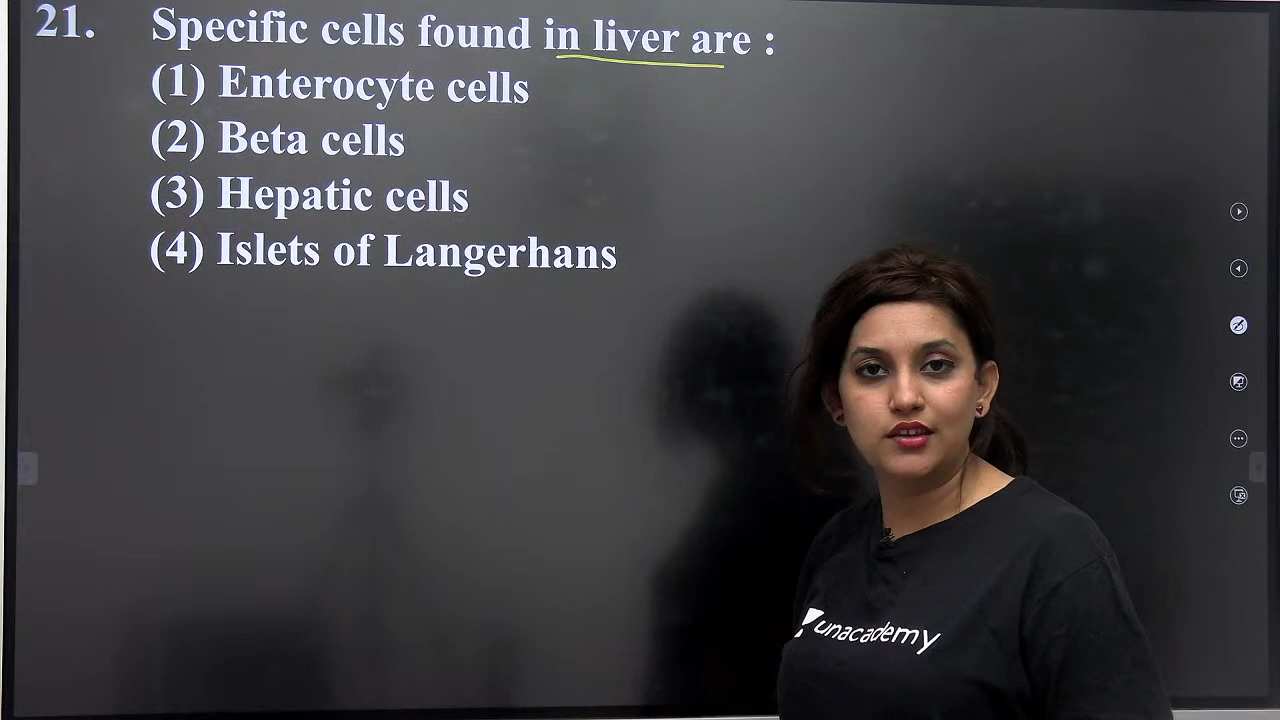 21. Specific cells found in liver are :
(1) Enterocyte cells
(2) Beta cells
(3) Hepatic cells
(4) Islets of Langerhans
unacademy